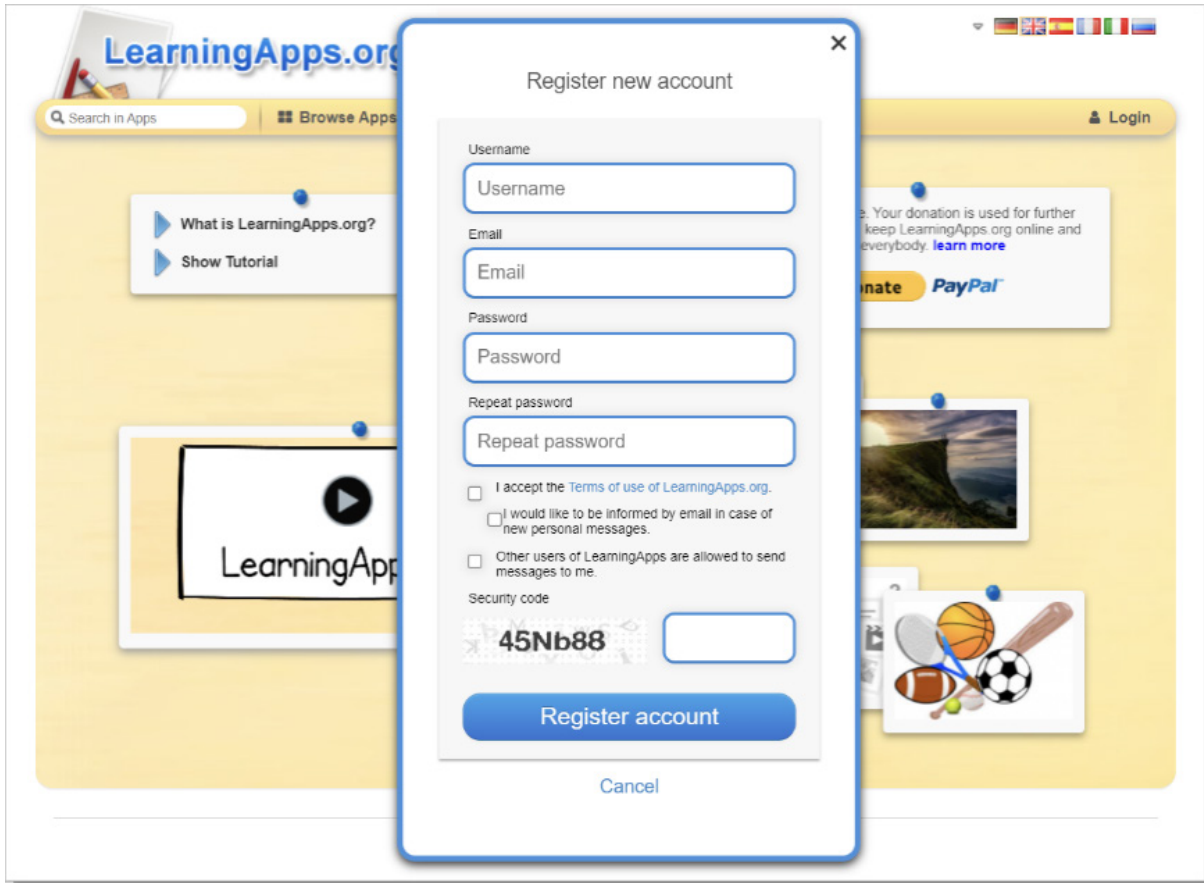 LearningApps.org
Search in Apps
Browse Apps
Login
What is LearningApps.org?
Show Tutorial
Your donation is used for further
keep LearningApps.org online and
everybody. learn more
PayPal
LearningApp
Register new account
Username
Username
Email
Email
Password
Password
Repeat password
Repeat password
I accept the Terms of use of LearningApps.org.
I would like to be informed by email in case of
new personal messages.
Other users of LearningApps are allowed to send
messages to me.
Security code
45Nb88
Register account
Cancel